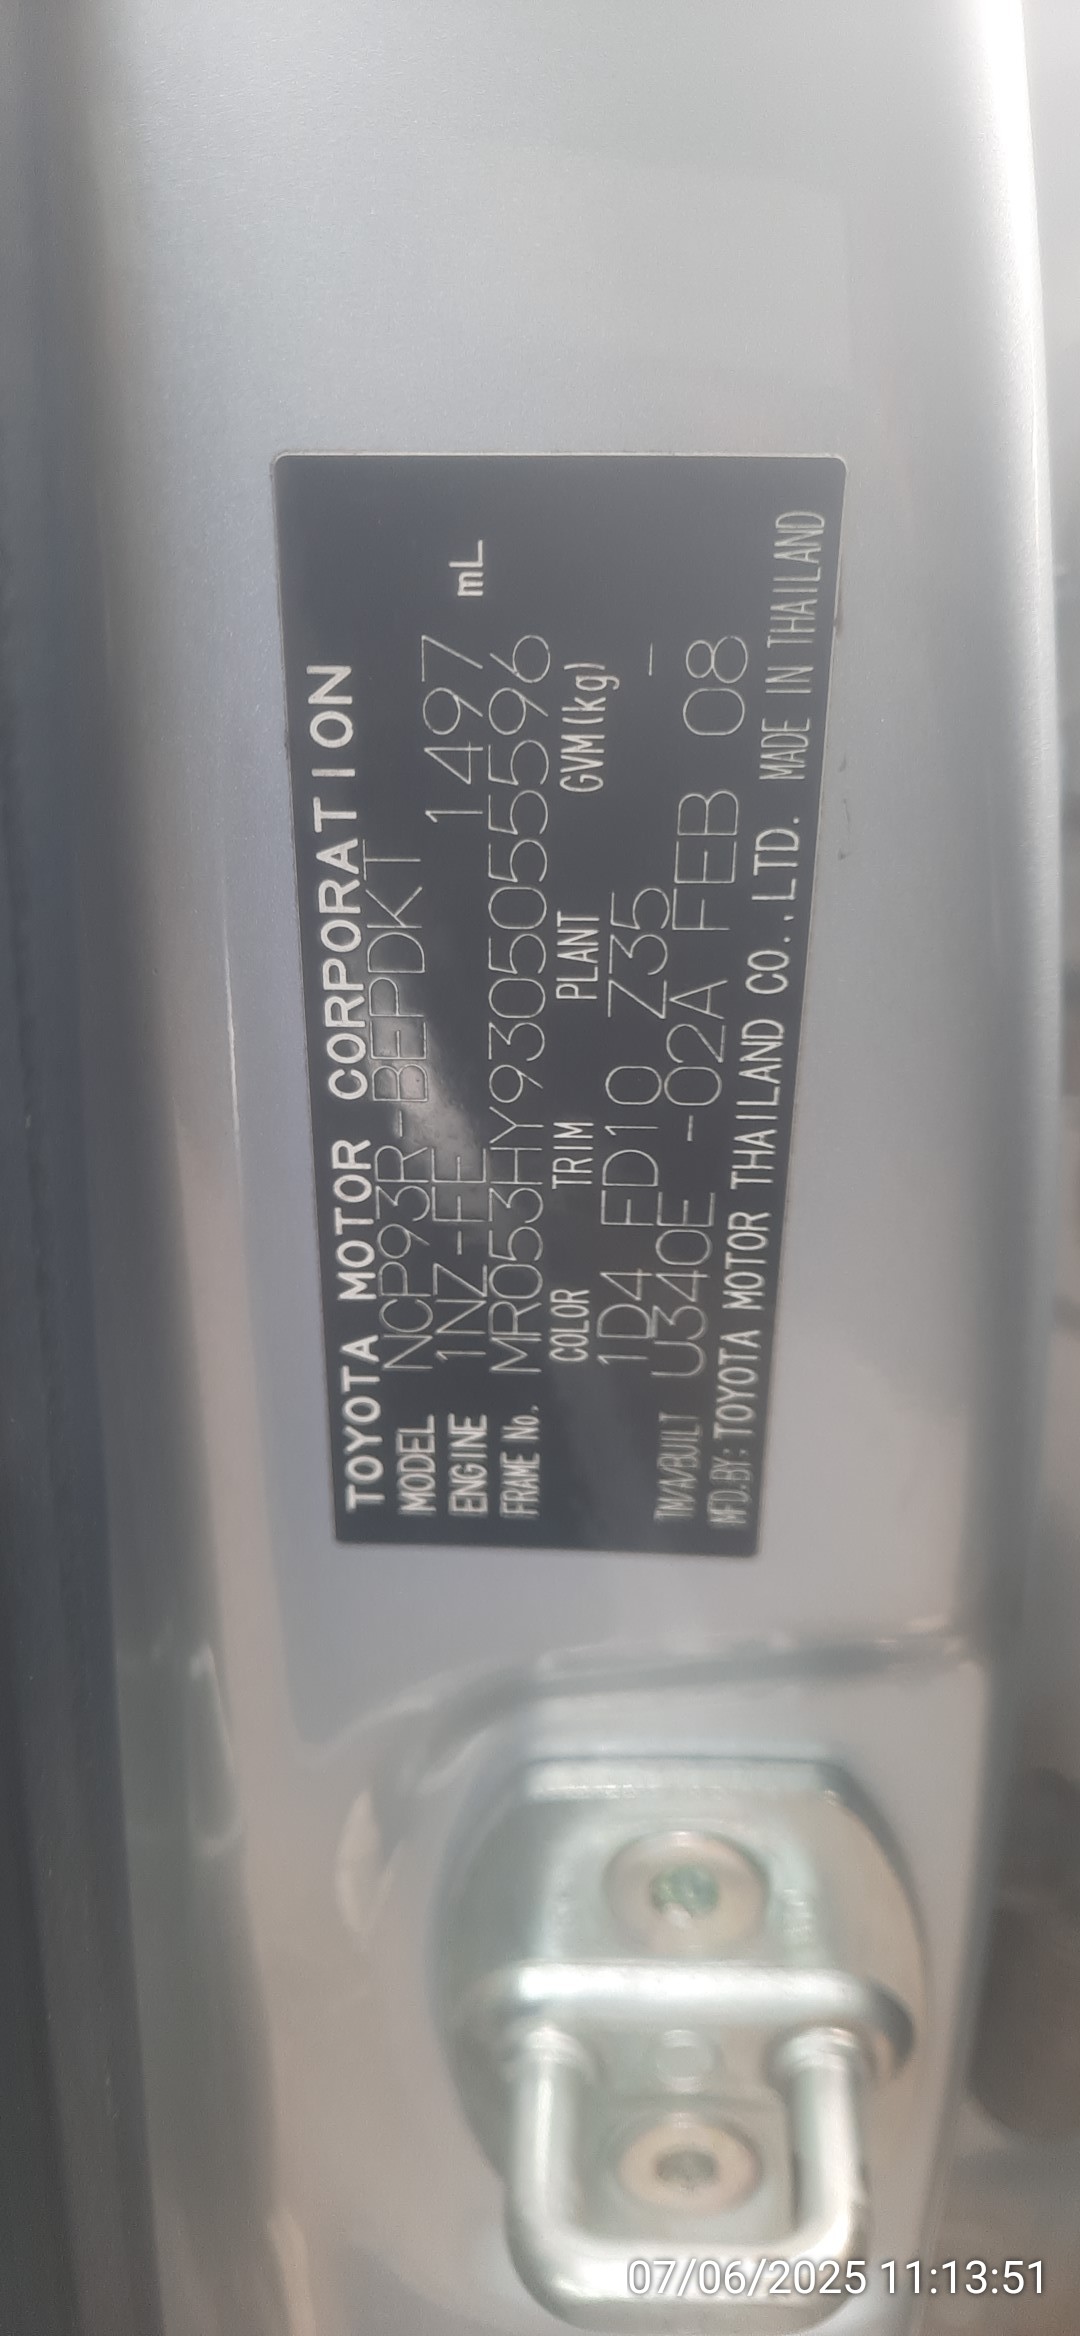 TOYOTA MOTOR CORPORATION
MODEL NCP93R-BEPDKT
ENGINE 1NZ-FE 1497 mL
FRAME No. MR053HY9305055596
COLOR TRIM PLANT GVM(kg)
1D4 FD10 Z35 -
TM/A/BUILT U340E -02A FEB 08
MFD.BY: TOYOTA MOTOR THAILAND CO.,LTD. MADE IN THAILAND
07/06/2025 11:13:51